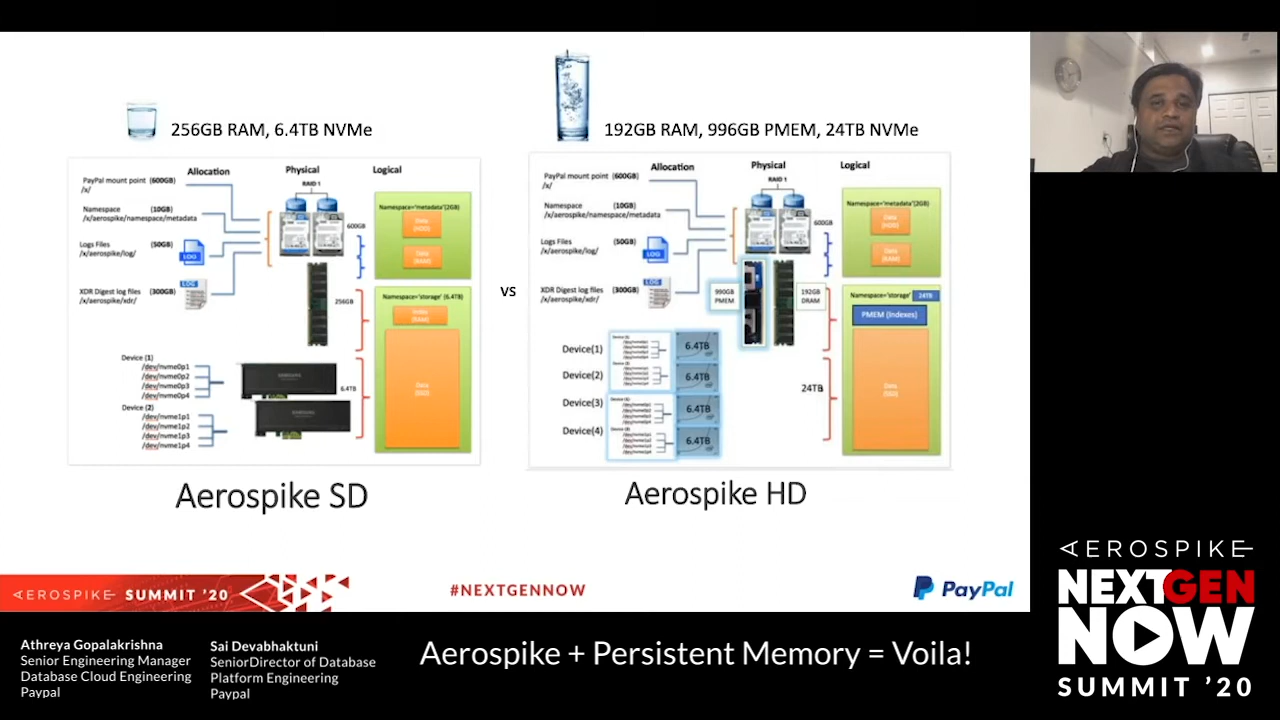 256GB RAM, 6.4TB NVMe
Allocation
Physical
Logical
RAID 1
PayPal mount point (600GB)
/x/
Namespace (10GB)
/x/aerospike/namespace/metadata
Logs Files (50GB)
/x/aerospike/log/
LOG
XDR Digest log files (300GB)
/x/aerospike/xdr/
LOG
600GB
256GB
Namespace='metadata'(2GB)
Data
(HDD)
Data
(RAM)
Namespace='storage' (6.4TB)
Index
(RAM)
Data
(SSD)
Device (1)
/dev/nvme0p1
/dev/nvme0p2
/dev/nvme0p3
/dev/nvme0p4
Device (2)
/dev/nvme1p1
/dev/nvme1p2
/dev/nvme1p3
/dev/nvme1p4
SAMSUNG
SAMSUNG
6.4TB
Aerospike SD
vs
192GB RAM, 996GB PMEM, 24TB NVMe
Allocation
Physical
Logical
RAID 1
PayPal mount point (600GB)
/x/
Namespace (10GB)
/x/aerospike/namespace/metadata
Logs Files (50GB)
/x/aerospike/log/
LOG
XDR Digest log files (300GB)
/x/aerospike/xdr/
LOG
600GB
990GB
PMEM
192GB
DRAM
Namespace='metadata'(2GB)
Data
(HDD)
Data
(RAM)
Namespace='storage' 24TB
PMEM (Indexes)
Data
(SSD)
Device(1)
6.4TB
Device(2)
6.4TB
Device(3)
6.4TB
Device(4)
6.4TB
24TB
Aerospike HD
AEROSPIKE SUMMIT '20
#NEXTGENNOW
PayPal
Athreya Gopalakrishna
Senior Engineering Manager
Database Cloud Engineering
Paypal
Sai Devabhaktuni
SeniorDirector of Database
Platform Engineering
Paypal
Aerospike + Persistent Memory = Voila!
AEROSPIKE
NEXTGEN
NOW
SUMMIT '20